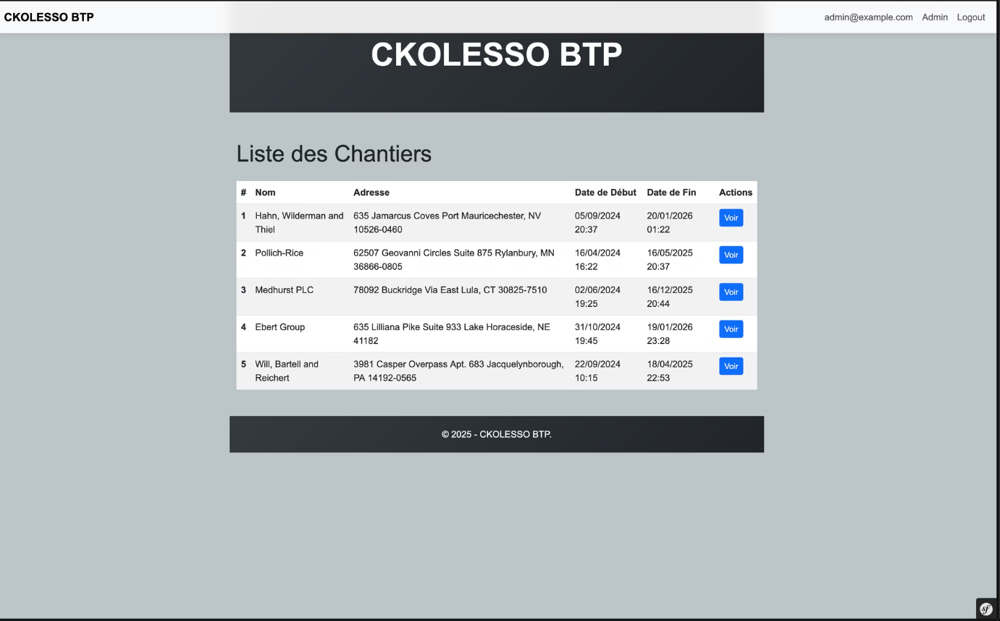 CKOLESSO BTP admin@example.com Admin Logout
CKOLESSO BTP
Liste des Chantiers
# Nom Adresse Date de Début Date de Fin Actions
1 Hahn, Wilderman and 635 Jamarcus Coves Port Mauricechester, NV 05/09/2024 20/01/2026 Voir
Thiel 10526-0460 20:37 01:22
2 Pollich-Rice 62507 Geovanni Circles Suite 875 Rylanbury, MN 16/04/2024 16/05/2025 Voir
36866-0805 16:22 20:37
3 Medhurst PLC 78092 Buckridge Via East Lula, CT 30825-7510 02/06/2024 16/12/2025 Voir
19:25 20:44
4 Ebert Group 635 Lilliana Pike Suite 933 Lake Horaceside, NE 31/10/2024 19/01/2026 Voir
41182 19:45 23:28
5 Will, Bartell and 3981 Casper Overpass Apt. 683 Jacquelynborough, 22/09/2024 18/04/2025 Voir
Reichert PA 14192-0565 10:15 22:53
© 2025 - CKOLESSO BTP.
sf